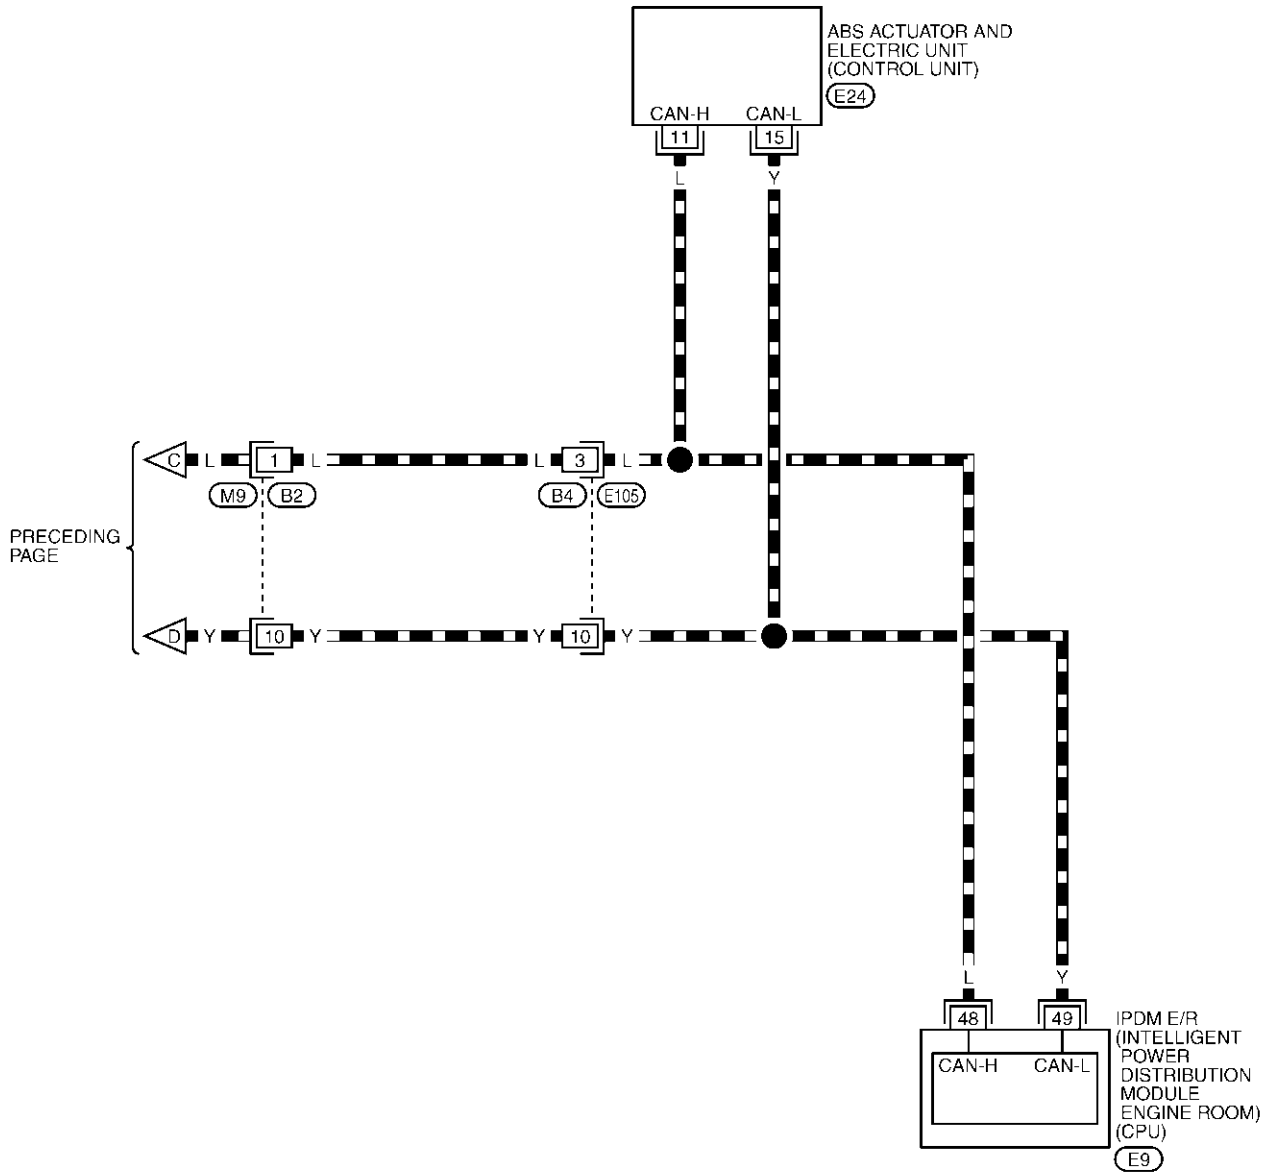 ABS ACTUATOR AND
ELECTRIC UNIT
(CONTROL UNIT)
E24
CAN-H CAN-L
11 15
L Y
C L 1 L L 3 L
M9 B2 B4 E105
PRECEDING
PAGE
D Y 10 Y Y 10 Y
L Y
48 49
CAN-H CAN-L
IPDM E/R
(INTELLIGENT
POWER
DISTRIBUTION
MODULE
ENGINE ROOM)
(CPU)
E9